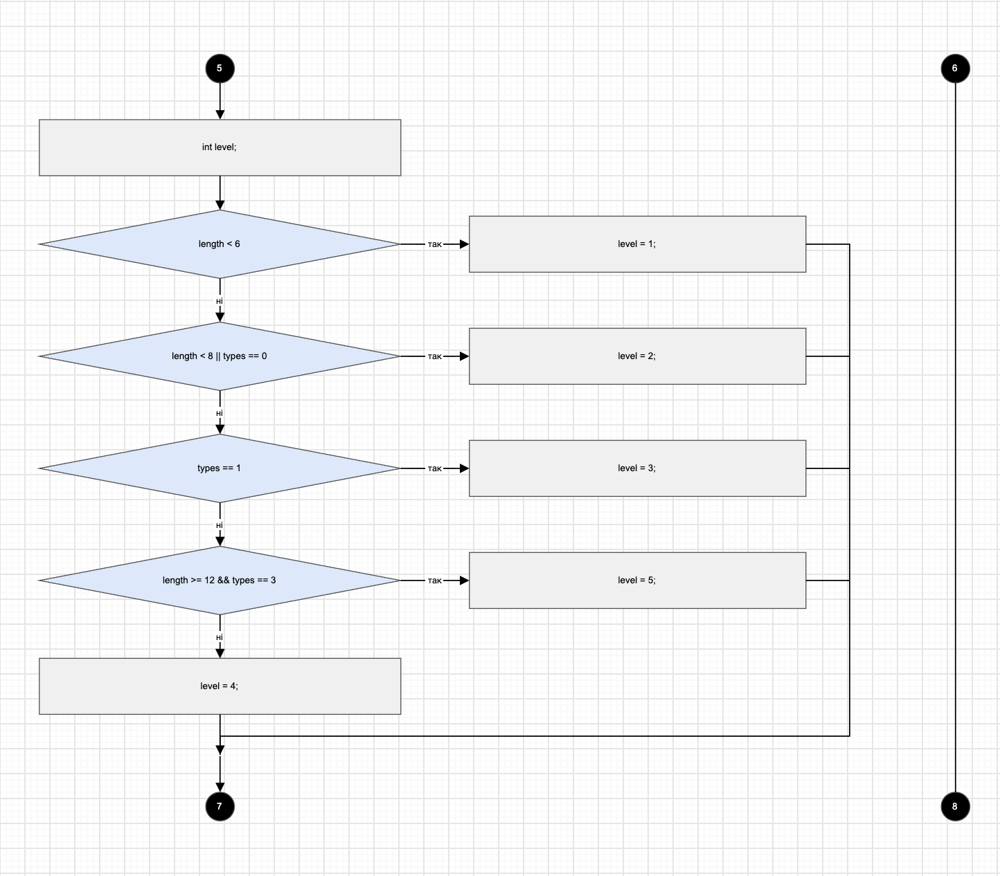 5
6
int level;
length < 6
так
level = 1;
ні
length < 8 || types == 0
так
level = 2;
ні
types == 1
так
level = 3;
ні
length >= 12 && types == 3
так
level = 5;
ні
level = 4;
7
8